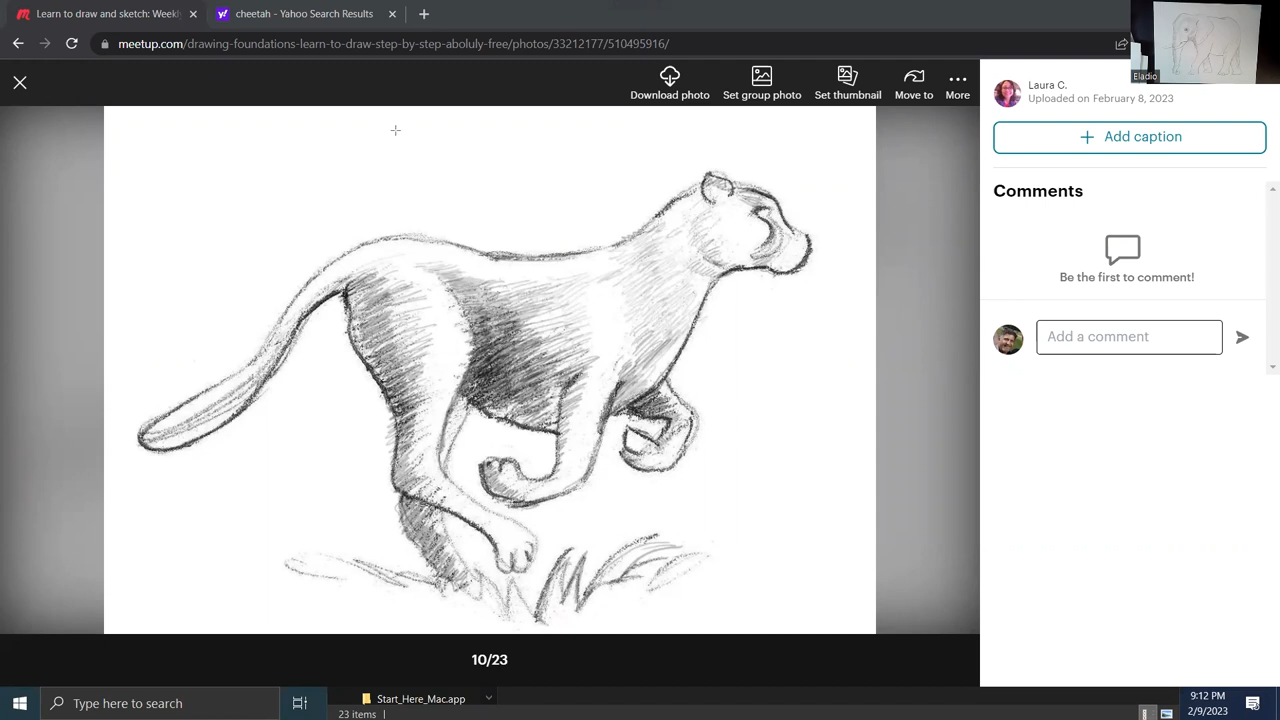 Learn to draw and sketch: Weekl
cheetah - Yahoo Search Results
meetup.com/drawing-foundations-learn-to-draw-step-by-step-aboluly-free/photos/33212177/510495916/
Eladio
Download photo
Set group photo
Set thumbnail
Move to
More
Laura C.
Uploaded on February 8, 2023
Add caption
Comments
Be the first to comment!
Add a comment
10/23
Type here to search
Start_Here_Mac.app
23 items
9:12 PM
2/9/2023